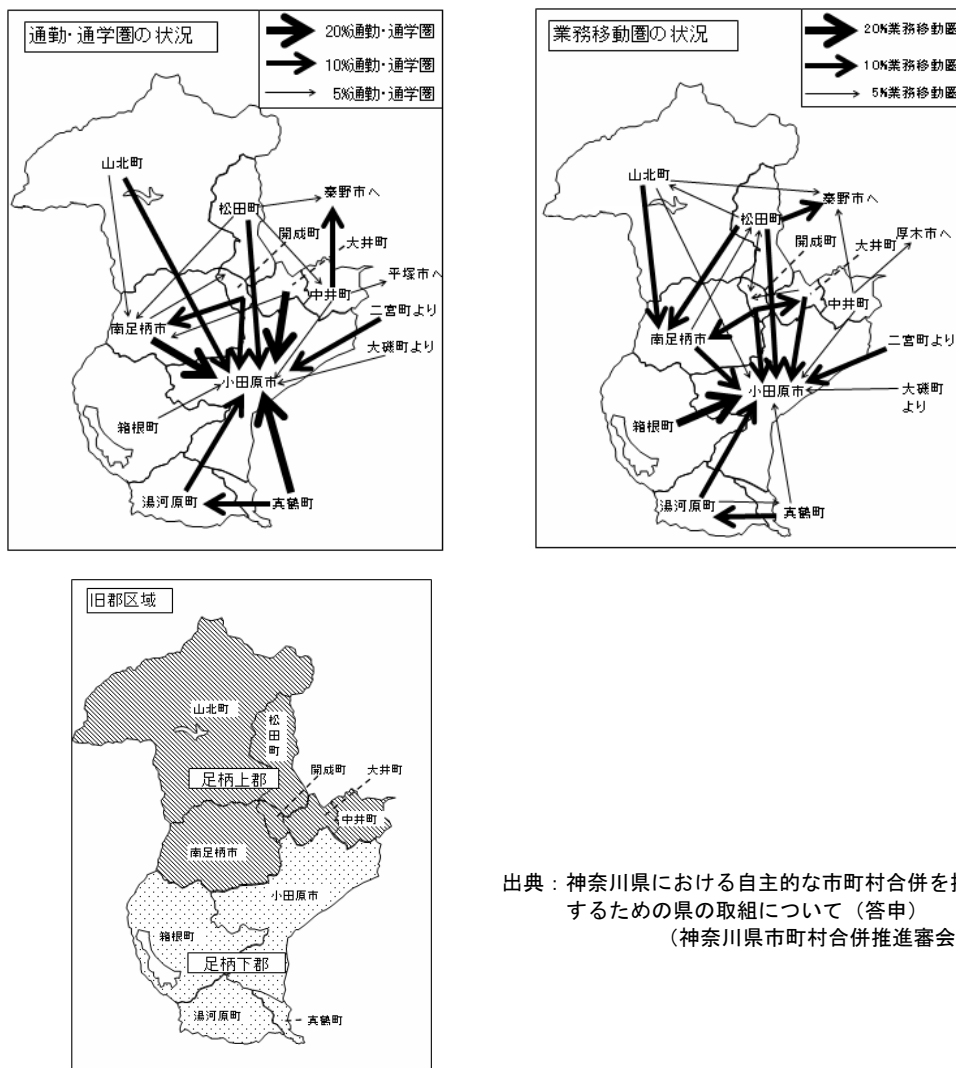 通勤・通学圏の状況
20%通勤・通学圏
10%通勤・通学圏
5%通勤・通学圏
山北町
秦野市へ
松田町
開成町
大井町
平塚市へ
中井町
二宮町より
南足柄市
大磯町より
小田原市
箱根町
湯河原町
真鶴町
業務移動圏の状況
20%業務移動圏
10%業務移動圏
5%業務移動圏
山北町
秦野市へ
松田町
厚木市へ
開成町
大井町
中井町
南足柄市
二宮町より
小田原市
大磯町
より
箱根町
湯河原町
真鶴町
旧郡区域
山北町
松
田
町
足柄上郡
開成町
大井町
中井町
南足柄市
小田原市
箱根町
足柄下郡
湯河原町
真鶴町
出典：神奈川県における自主的な市町村合併を
するための県の取組について（答申）
（神奈川県市町村合併推進審会